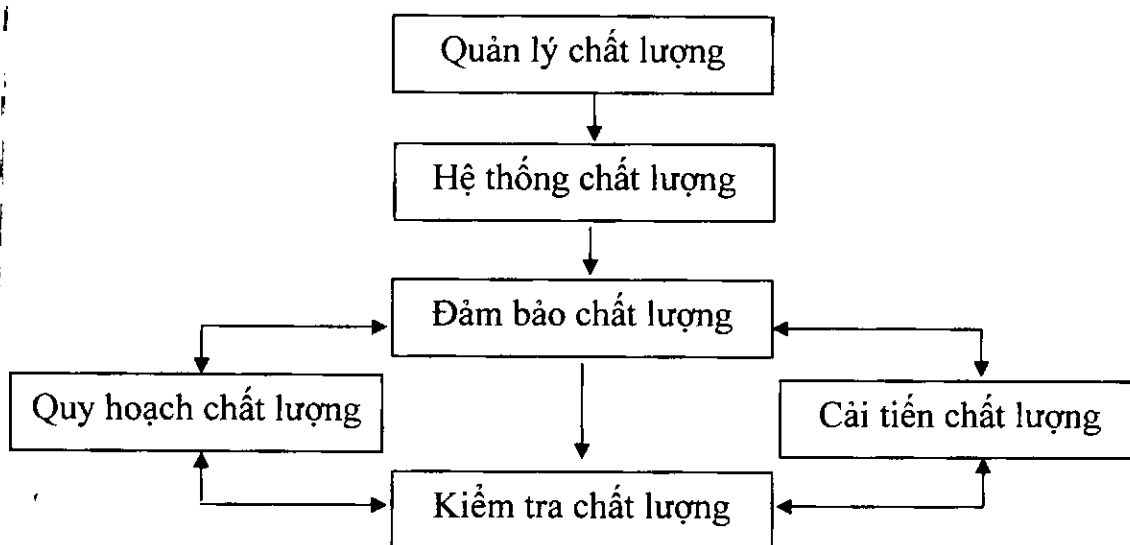 Quản lý chất lượng
Hệ thống chất lượng
Đảm bảo chất lượng
Quy hoạch chất lượng
Cải tiến chất lượng
Kiểm tra chất lượng